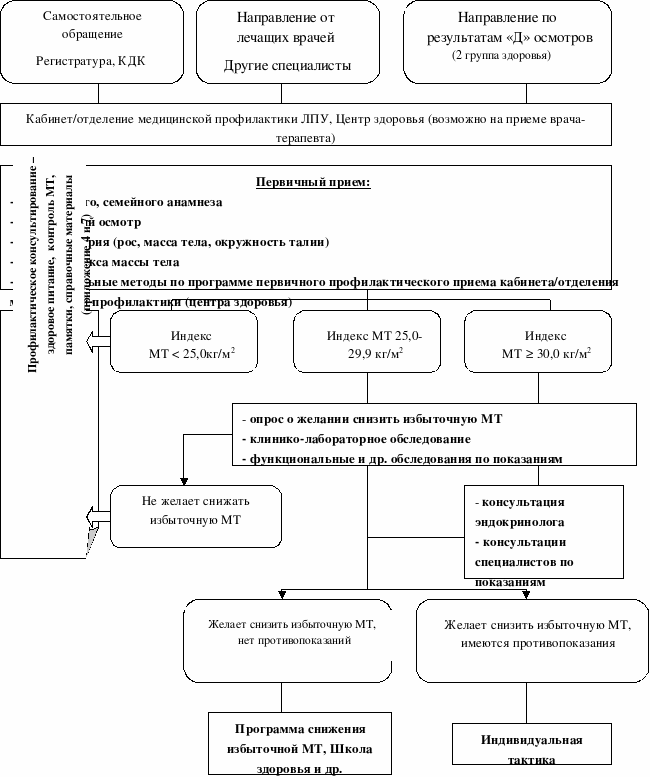 Самостоятельное
обращение
Регистратура, КДК
Направление от
лечащих врачей
Другие специалисты
Направление по
результатам «Д» осмотров
(2 группа здоровья)
Кабинет/отделение медицинской профилактики ЛПУ, Центр здоровья (возможно на приеме врача-
терапевта)
Первичный прием:
го, семейного анамнеза
й осмотр
рия (рос, масса тела, окружность талии)
кса массы тела
ьные методы по программе первичного профилактического приема кабинета/отделения
профилактики (центра здоровья)
Профилактическое консультирование –
здоровое питание, контроль МТ,
памятки, справочные материалы
(приложение 4 и
Индекс
МТ < 25,0кг/м²
Индекс МТ 25,0-
29,9 кг/м²
Индекс
МТ ≥ 30,0 кг/м²
- опрос о желании снизить избыточную МТ
- клинико-лабораторное обследование
- функциональные и др. обследования по показаниям
Не желает снижать
избыточную МТ
- консультация
эндокринолога
- консультации
специалистов по
показаниям
Желает снизить избыточную МТ,
нет противопоказаний
Желает снизить избыточную МТ,
имеются противопоказания
Программа снижения
избыточной МТ, Школа
здоровья и др.
Индивидуальная
тактика